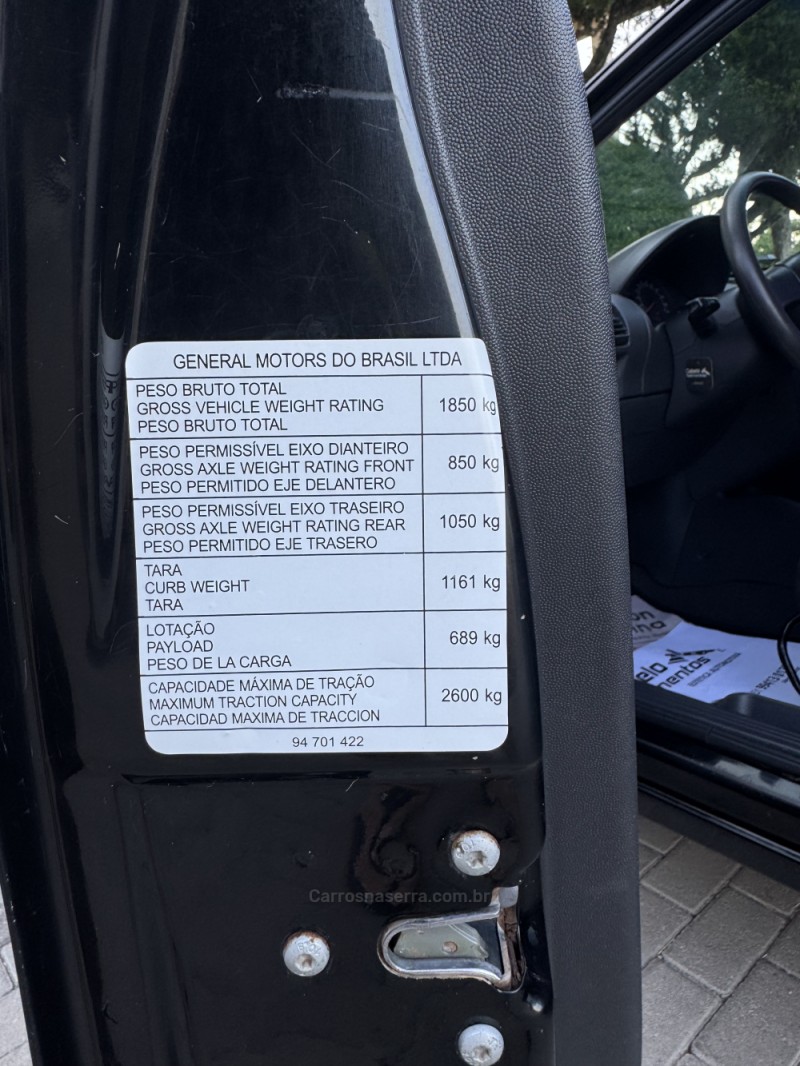 GENERAL MOTORS DO BRASIL LTDA
PESO BRUTO TOTAL
GROSS VEHICLE WEIGHT RATING 1850 kg
PESO BRUTO TOTAL
PESO PERMISSÍVEL EIXO DIANTEIRO
GROSS AXLE WEIGHT RATING FRONT 850 kg
PESO PERMITIDO EJE DELANTERO
PESO PERMISSÍVEL EIXO TRASEIRO
GROSS AXLE WEIGHT RATING REAR 1050 kg
PESO PERMITIDO EJE TRASERO
TARA
CURB WEIGHT 1161 kg
TARA
LOTAÇÃO
PAYLOAD 689 kg
PESO DE LA CARGA
CAPACIDADE MÁXIMA DE TRAÇÃO
MAXIMUM TRACTION CAPACITY 2600 kg
CAPACIDAD MAXIMA DE TRACCION
94 701 422
Carrosnaserra.com.br